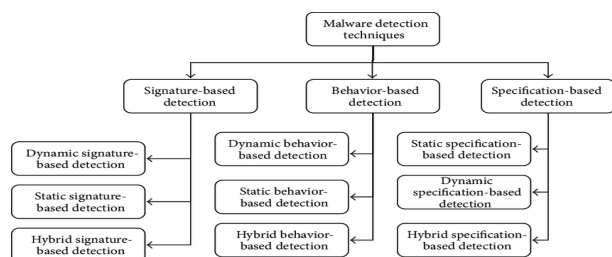 Malware detection
techniques
Signature-based
detection
Behavior-based
detection
Specification-based
detection
Dynamic signature-
based detection
Static signature-
based detection
Hybrid signature-
based detection
Dynamic behavior-
based detection
Static behavior-
based detection
Hybrid behavior-
based detection
Static specification-
based detection
Dynamic
specification-based
detection
Hybrid specification-
based detection